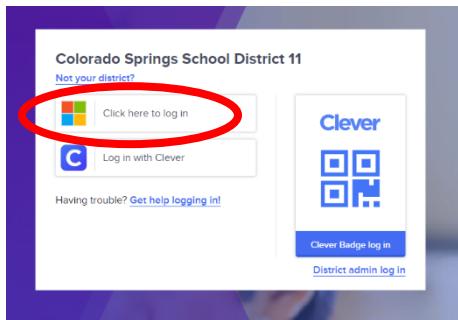 Colorado Springs School District 11
Not your district?
Click here to log in
Log in with Clever
Having trouble? Get help logging in!
Clever
Clever Badge log in
District admin log in